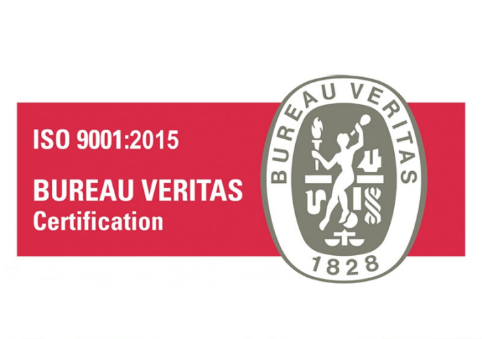 ISO 9001:2015
BUREAU VERITAS
Certification
BUREAU VERITAS
1828